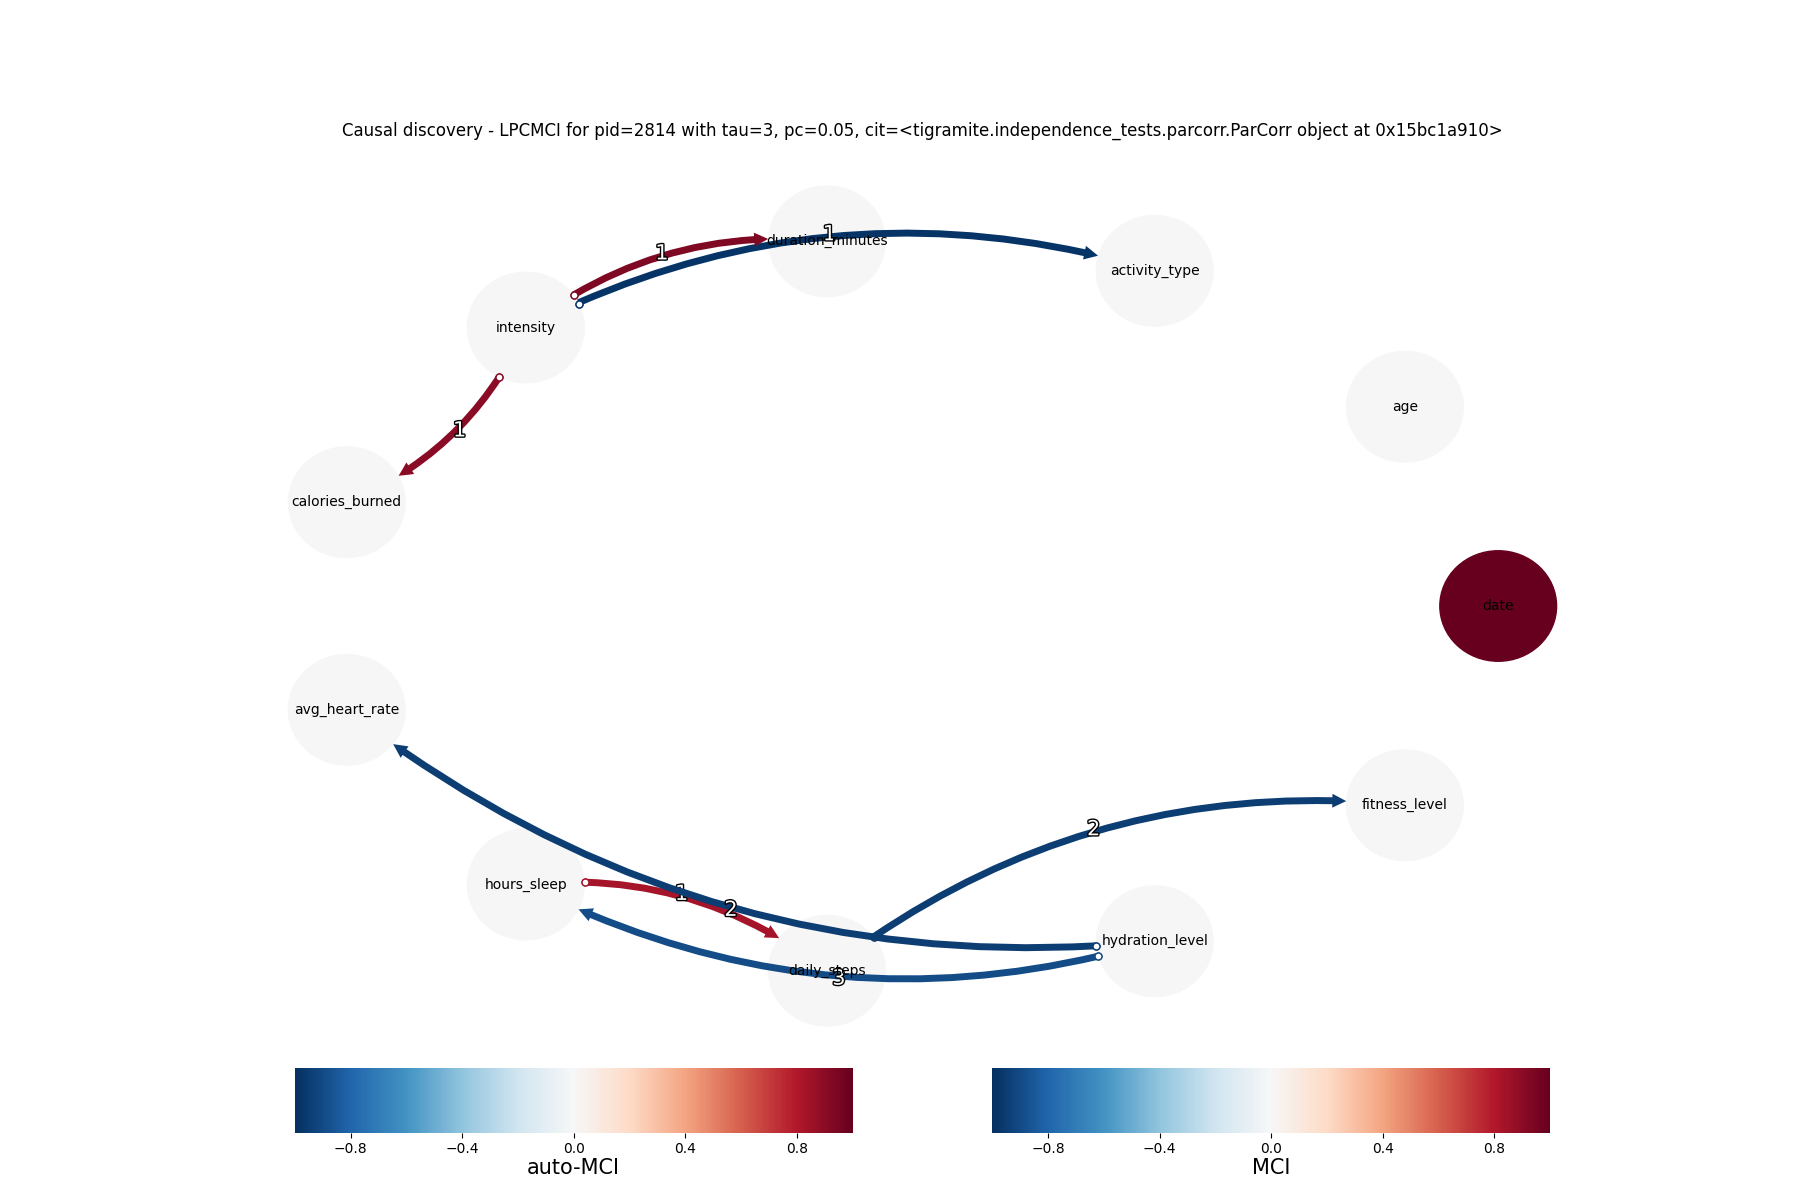 Causal discovery - LPCMCI for pid=2814 with tau=3, pc=0.05, cit=<tigramite.independence_tests.parcorr.ParCorr object at 0x15bc1a910>
1
duration_minutes
1
activity_type
intensity
age
1
calories_burned
date
avg_heart_rate
fitness_level
2
hours_sleep
1
2
hydration_level
daily_steps
3
−0.8 −0.4 0.0 0.4 0.8
auto-MCI
−0.8 −0.4 0.0 0.4 0.8
MCI